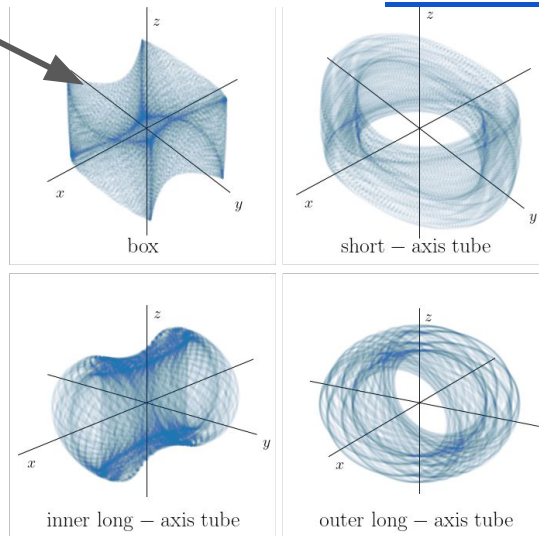 z
x
y
box
z
x
y
short – axis tube
z
x
y
inner long – axis tube
z
x
outer long – axis tube